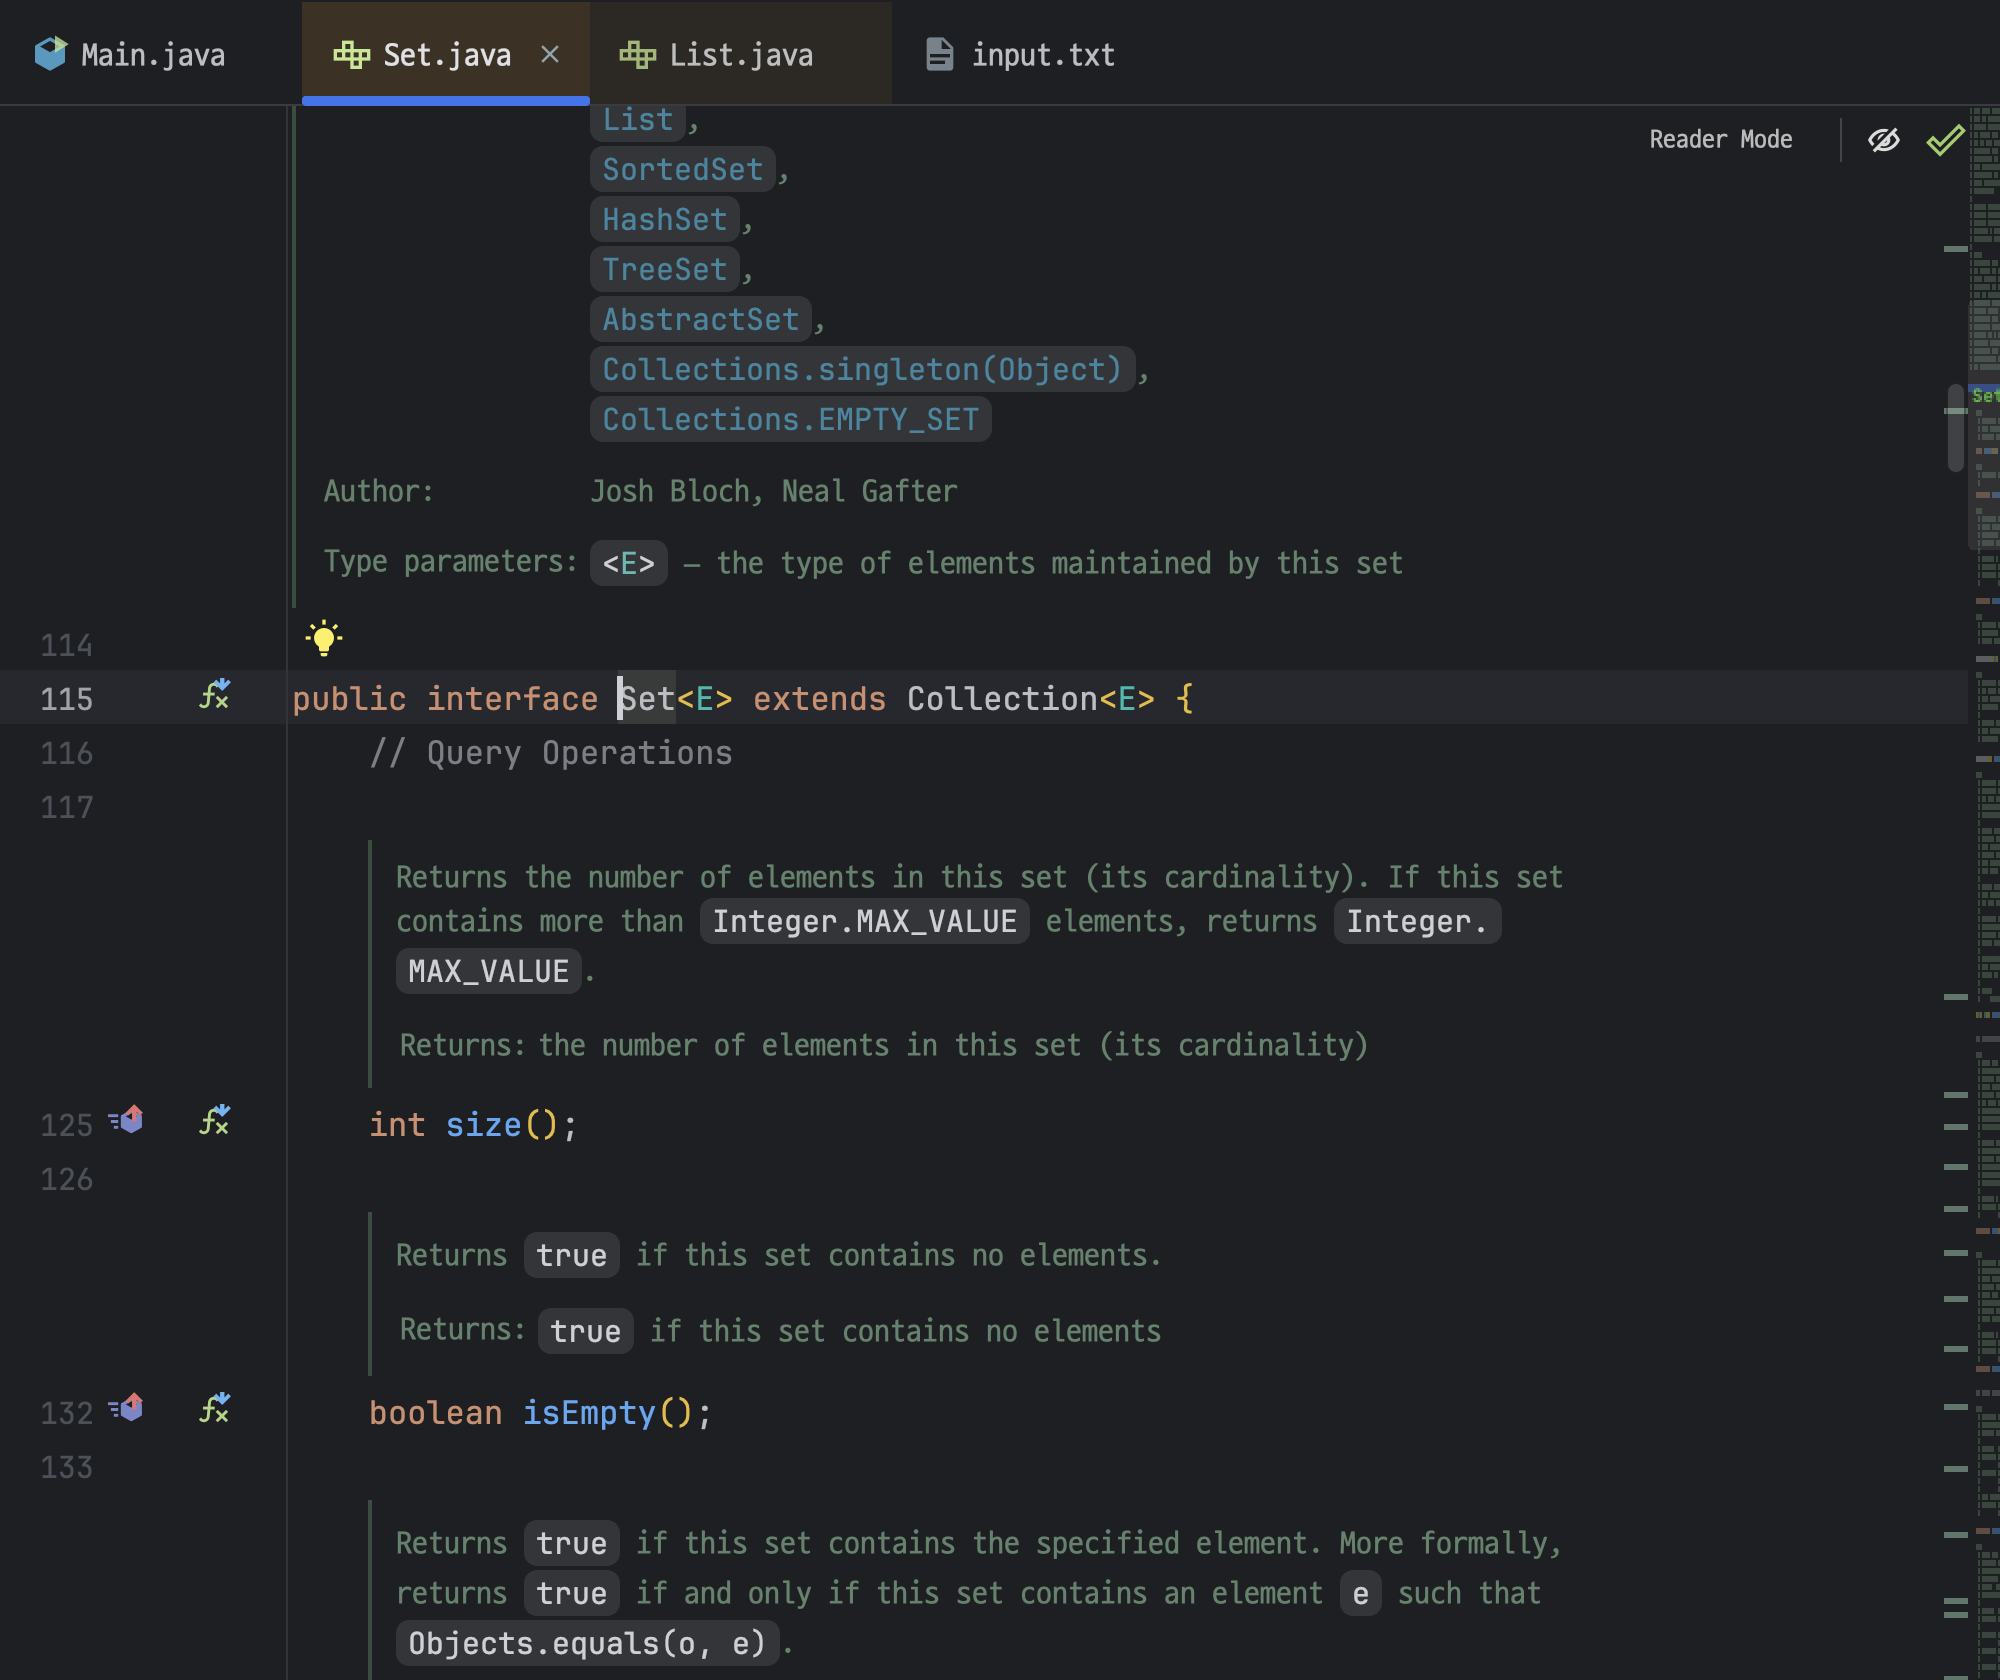 Main.java
Set.java
List.java
input.txt
Reader Mode
List,
SortedSet,
HashSet,
TreeSet,
AbstractSet,
Collections.singleton(Object),
Collections.EMPTY_SET
Author: Josh Bloch, Neal Gafter
Type parameters: <E> – the type of elements maintained by this set
114
115 public interface Set<E> extends Collection<E> {
116 // Query Operations
117
Returns the number of elements in this set (its cardinality). If this set
contains more than Integer.MAX_VALUE elements, returns Integer.
MAX_VALUE.
Returns: the number of elements in this set (its cardinality)
125 int size();
126
Returns true if this set contains no elements.
Returns: true if this set contains no elements
132 boolean isEmpty();
133
Returns true if this set contains the specified element. More formally,
returns true if and only if this set contains an element e such that
Objects.equals(o, e).
Set